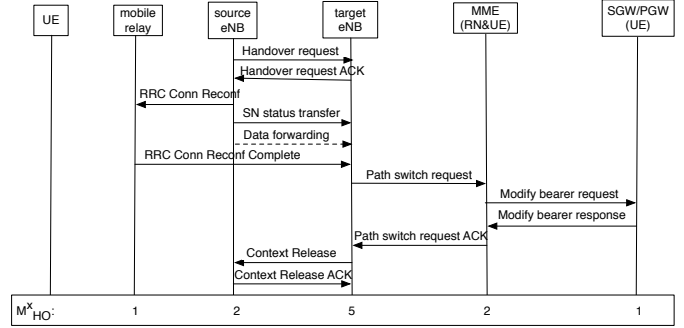 UE
mobile
relay
source
eNB
target
eNB
MME
(RN&UE)
SGW/PGW
(UE)
Handover request
Handover request ACK
RRC Conn Reconf
SN status transfer
Data forwarding
RRC Conn Reconf Complete
Path switch request
Modify bearer request
Modify bearer response
Path switch request ACK
Context Release
Context Release ACK
M^x_HO: 1 2 5 2 1